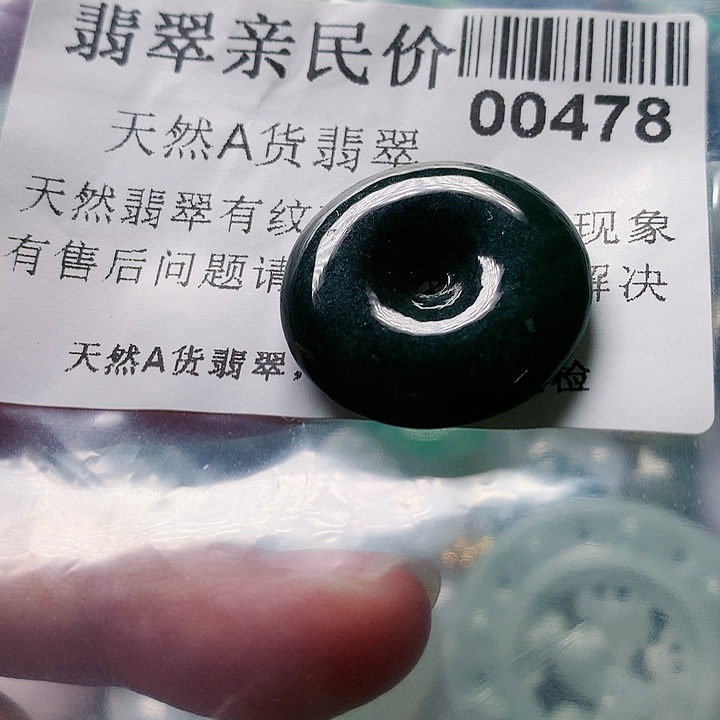 翡翠亲民价
00478
天然A货翡翠
天然翡翠有纹 现象
有售后问题请 解决
天然A货翡翠, 检